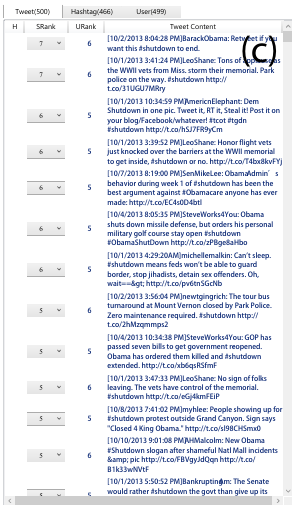 Tweet(500) Hashtag(466) User(499)
H SRank URank Tweet Content
(c)
7 6 [10/2/2013 8:04:28 PM]BarackObama: Retweet if you
want this #shutdown to end.
7 6 [10/1/2013 3:41:24 PM]LeoShane: Tons of applause as
the WWII vets from Miss. storm their memorial. Park
police on the way. #shutdown http://
t.co/31UGU7MRry
6 5 [10/1/2013 10:34:59 PM]AmericnElephant: Dem
Shutdown in one pic. Tweet it, RT it, Steal it! Post it on
your blog/Facebook/whatever! #tcot #tgdn
#shutdown http://t.co/hSJ7FR9yCm
6 5 [10/1/2013 3:39:52 PM]LeoShane: Honor flight vets
just knocked over the barriers at the WWII memorial
to get inside, #shutdown or no. http://t.co/T4bx8kvFYj
6 5 [10/7/2013 8:19:00 PM]SenMikeLee: ObamaAdmin´s
behavior during week 1 of #shutdown has been the
best argument against #Obamacare anyone has ever
made: http://t.co/EC4s0D4btl
6 5 [10/4/2013 8:05:35 PM]SteveWorks4You: Obama
shuts down missile defense, but orders his personal
military golf course stay open #shutdown
#ObamaShutDown http://t.co/zPBge8aHbo
6 5 [10/1/2013 4:29:20AM]michellemalkin: Can't sleep.
#shutdown means feds won't be able to guard
border, stop jihadists, detain sex offenders. Oh,
wait==&gt; http://t.co/pv6tnSGcNb
5 6 [10/2/2013 3:56:04 PM]newtgingrich: The tour bus
turnaround at Mount Vernon closed by Park Police.
Zero maintenance required. #shutdown http://
t.co/2hMzqmmps2
5 5 [10/4/2013 10:34:38 PM]SteveWorks4You: GOP has
passed seven bills to get government reopened.
Obama has ordered them killed and #shutdown
extended. http://t.co/xb6qsRSfmF
5 6 [10/1/2013 3:47:33 PM]LeoShane: No sign of folks
leaving. The vets have control of the memorial.
#shutdown http://t.co/eGj4kmFEiP
5 5 [10/8/2013 7:41:02 PM]myhlee: People showing up for
#shutdown protest outside Grand Canyon. Sign says
"Closed 4 King Obama." http://t.co/sl98CHSmx0
5 6 [10/10/2013 9:01:08 PM]AHMalcolm: New Obama
#Shutdown slogan after shameful Natl Mall incidents
&amp; pic http://t.co/FBVgyJdQqn http://t.co/
B1k33wNVtF
5 5 [10/1/2013 5:50:52 PM]BankruptingAm: The Senate
would rather #shutdown the govt than give up its